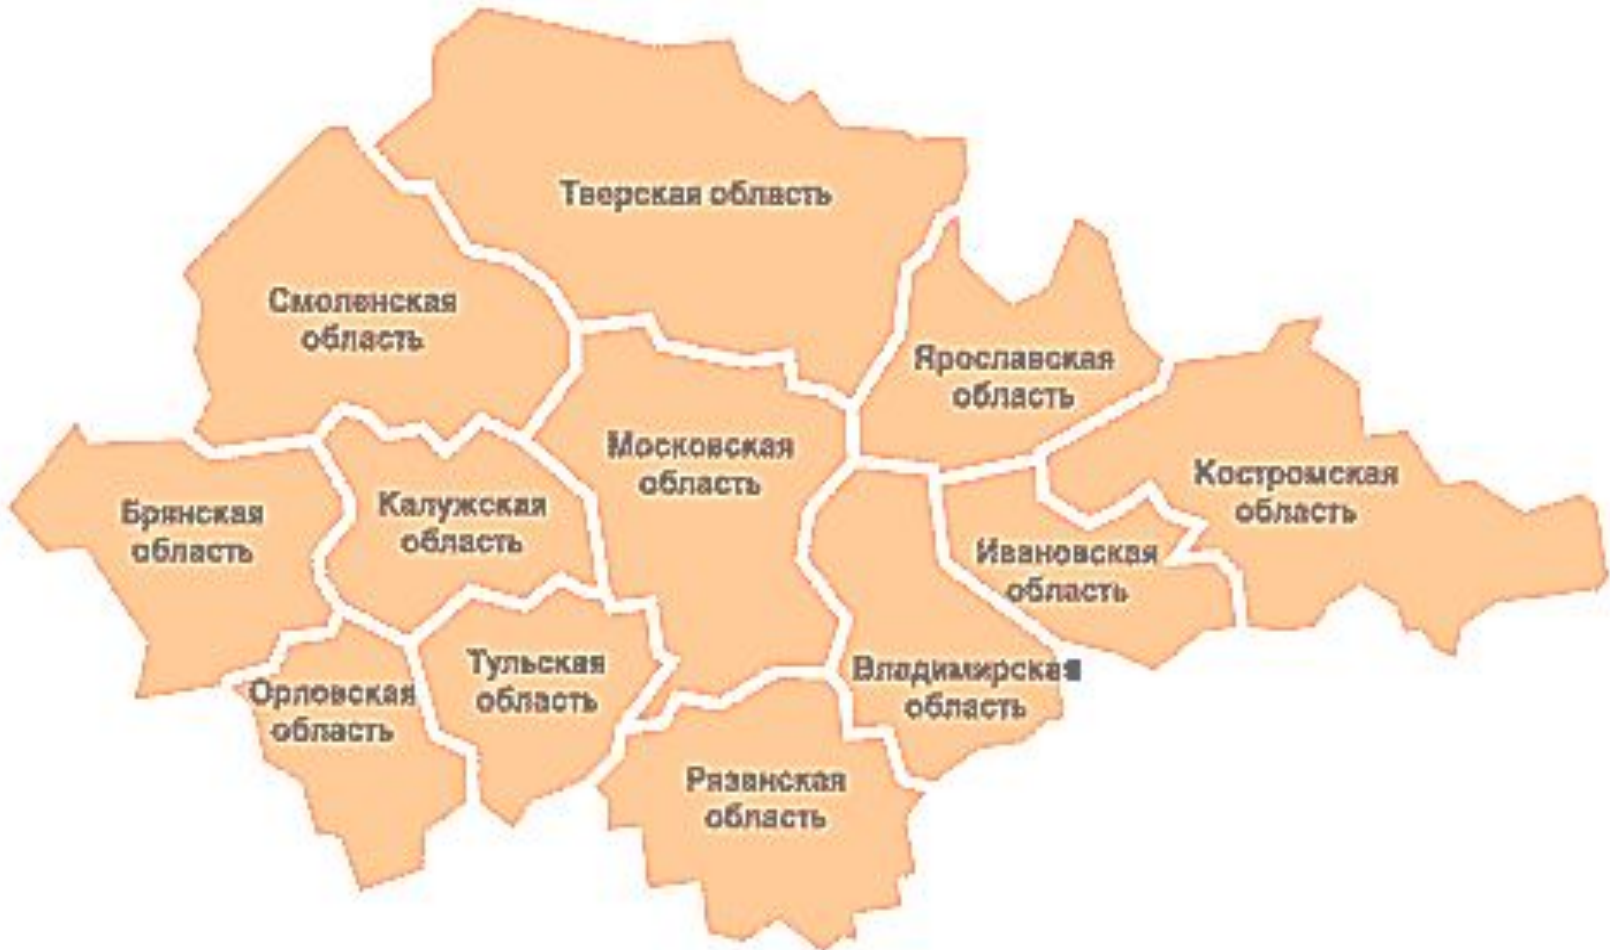 Тверская область
Смоленская
область
Ярославская
область
Московская
область
Костромская
область
Брянская
область
Калужская
область
Ивановская
область
Тульская
область
Владимирская
область
Орловская
область
Рязанская
область